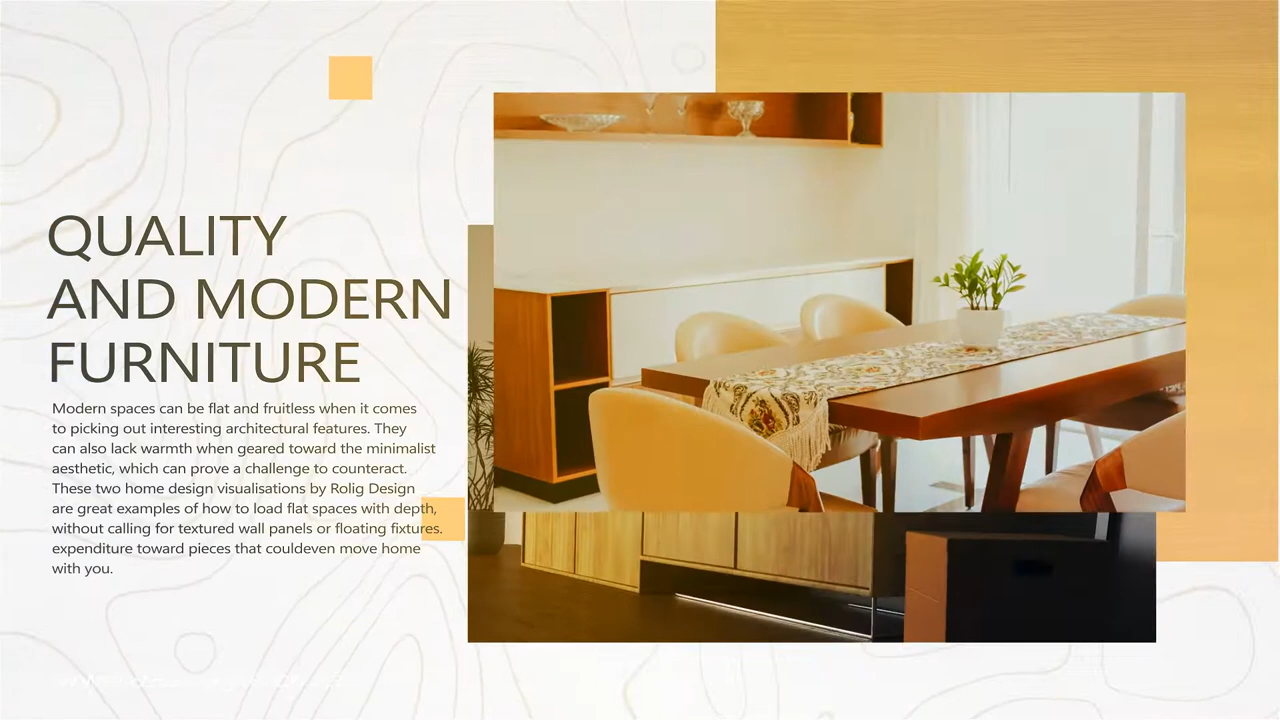 QUALITY
AND MODERN
FURNITURE
Modern spaces can be flat and fruitless when it comes
to picking out interesting architectural features. They
can also lack warmth when geared toward the minimalist
aesthetic, which can prove a challenge to counteract.
These two home design visualisations by Rolig Design
are great examples of how to load flat spaces with depth,
without calling for textured wall panels or floating fixtures.
expenditure toward pieces that couldeven move home
with you.